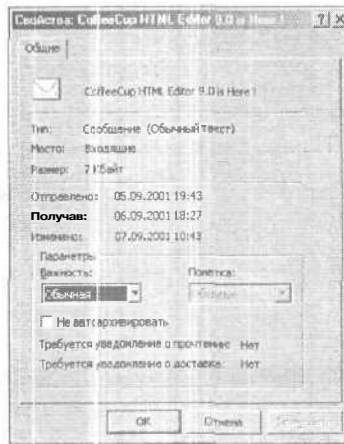 Свойства: CoffeeCup HTML Editor 9.0 is Here !
Общие
CoffeeCup HTML Editor 9.0 is Here !
Тип: Сообщение (Обычный текст)
Место: Входящие
Размер: 7 Кбайт
Отправлено: 05.09.2001 19:43
Получав: 06.09.2001 18:27
Изменено: 07.09.2001 10:43
Параметры
Важность: Пометка:
Обычная
Не автоархивировать
Требуется уведомление о прочтении: Нет
Требуется уведомление о доставке: Нет
OK Отмена